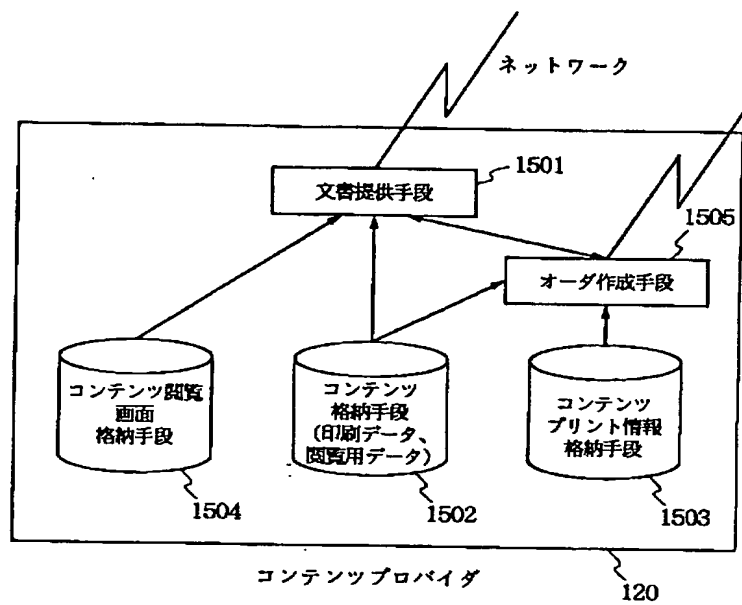 ネットワーク
1501
文書提供手段
1505
オーダ作成手段
コンテンツ閲覧
画面
格納手段
コンテンツ
格納手段
(印刷データ、
閲覧用データ)
コンテンツ
プリント情報
格納手段
1504
1502
1503
コンテンツプロバイダ
120